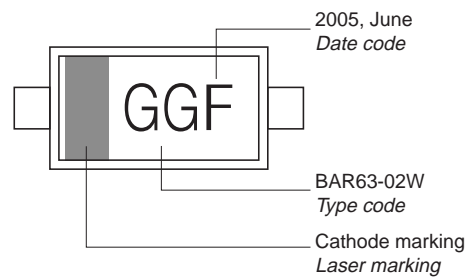 2005, June
Date code
GGF
BAR63-02W
Type code
Cathode marking
Laser marking